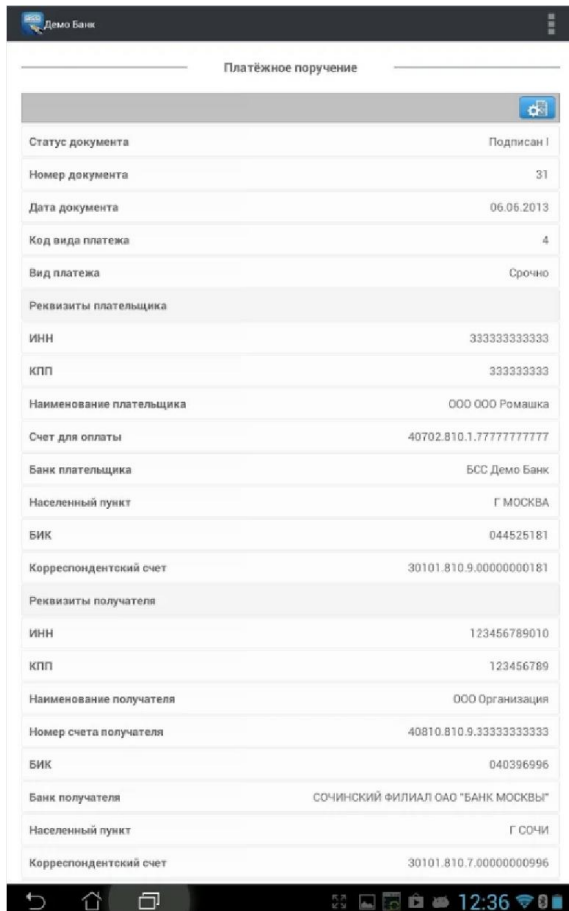 Демо Банк
Платёжное поручение
Статус документа Подписан I
Номер документа 31
Дата документа 06.06.2013
Код вида платежа 4
Вид платежа Срочно
Реквизиты плательщика
ИНН 333333333333
КПП 333333333
Наименование плательщика ООО ООО Ромашка
Счет для оплаты 40702.810.1.77777777777
Банк плательщика БСС Демо Банк
Населенный пункт Г МОСКВА
БИК 044525181
Корреспондентский счет 30101.810.9.00000000181
Реквизиты получателя
ИНН 123456789010
КПП 123456789
Наименование получателя ООО Организация
Номер счета получателя 40810.810.9.33333333333
БИК 040396996
Банк получателя СОЧИНСКИЙ ФИЛИАЛ ОАО "БАНК МОСКВЫ"
Населенный пункт Г СОЧИ
Корреспондентский счет 30101.810.7.00000000996
12:36